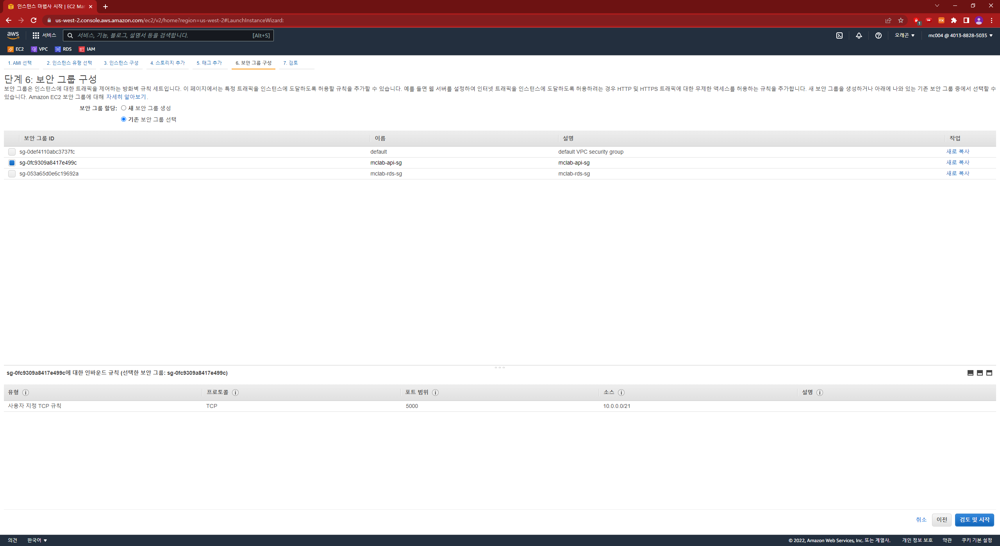 인스턴스 마법사 시작 | EC2 Mar
us-west-2.console.aws.amazon.com/ec2/v2/home?region=us-west-2#LaunchInstanceWizard:
1
aws
서비스
서비스, 기능, 블로그, 설명서 등을 검색합니다.
[Alt+S]
오레곤
mc004 @ 4013-8828-5035
EC2 VPC RDS IAM
1. AMI 선택 2. 인스턴스 유형 선택 3. 인스턴스 구성 4. 스토리지 추가 5. 태그 추가 6. 보안 그룹 구성 7. 검토
단계 6: 보안 그룹 구성
보안 그룹은 인스턴스에 대한 트래픽을 제어하는 방화벽 규칙 세트입니다. 이 페이지에서는 특정 트래픽을 인스턴스에 도달하도록 허용할 규칙을 추가할 수 있습니다. 예를 들면 웹 서버를 설정하여 인터넷 트래픽을 인스턴스에 도달하도록 허용하려는 경우 HTTP 및 HTTPS 트래픽에 대한 무제한 액세스를 허용하는 규칙을 추가합니다. 새 보안 그룹을 생성하거나 아래에 나와 있는 기존 보안 그룹 중에서 선택할 수
있습니다. Amazon EC2 보안 그룹에 대해 자세히 알아보기.
보안 그룹 할당: 새 보안 그룹 생성
기존 보안 그룹 선택
보안 그룹 ID 이름 설명 작업
sg-0def4110abc3737fc default default VPC security group 새로 복사
sg-0fc9309a8417e499c mclab-api-sg mclab-api-sg 새로 복사
sg-053a65d0e6c19692a mclab-rds-sg mclab-rds-sg 새로 복사
sg-0fc9309a8417e499c에 대한 인바운드 규칙 (선택한 보안 그룹: sg-0fc9309a8417e499c)
유형 프로토콜 포트 범위 소스 설명
사용자 지정 TCP 규칙 TCP 5000 10.0.0.0/21
취소 이전 검토 및 시작
의견 한국어 © 2022, Amazon Web Services, Inc. 또는 계열사. 개인 정보 보호 약관 쿠키 기본 설정